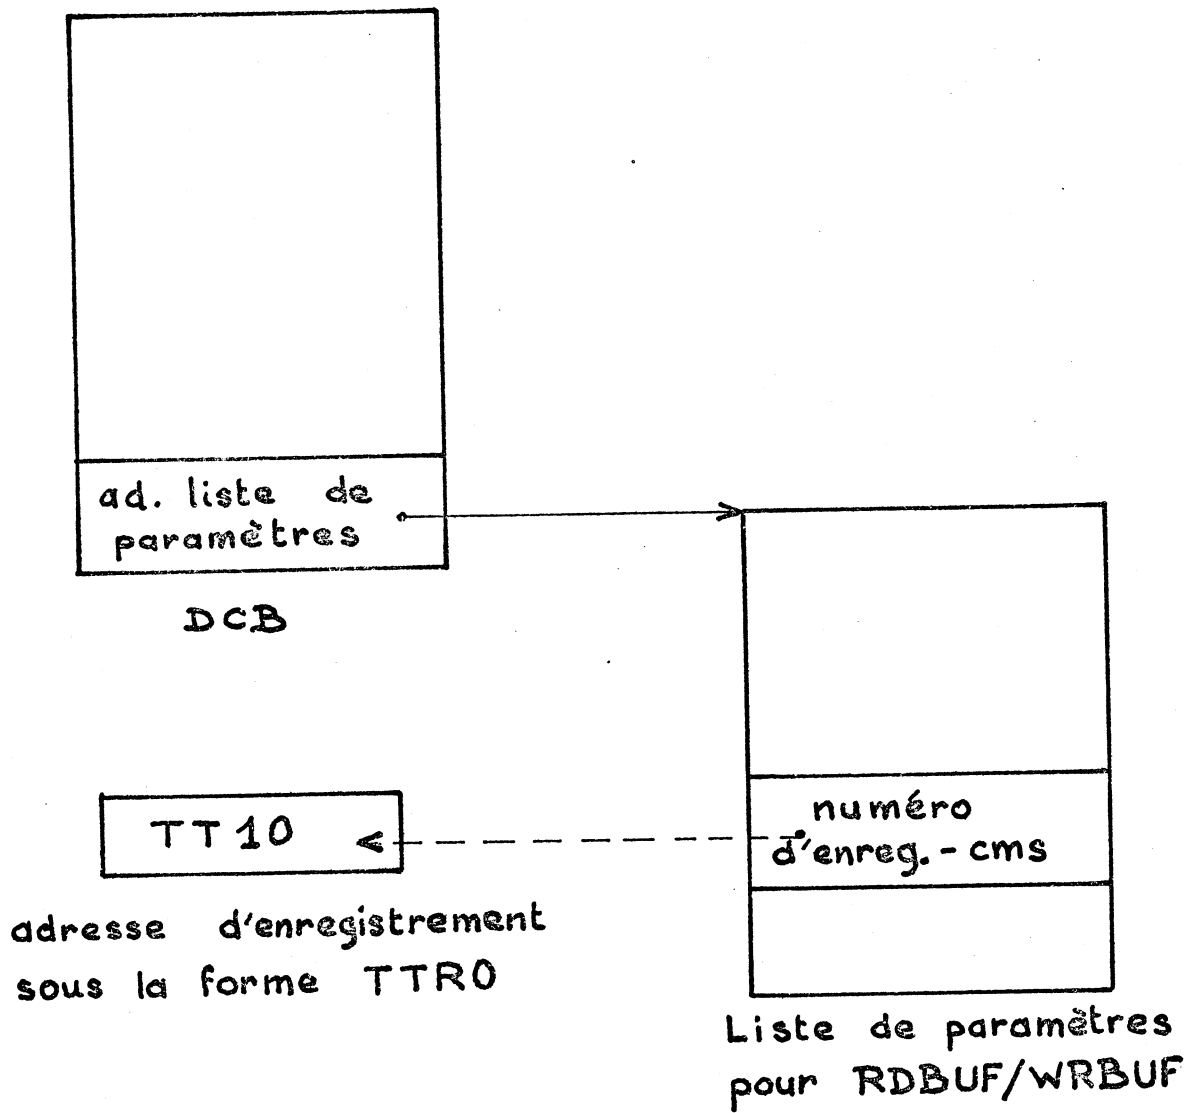 ad. liste de
paramètres
DCB
numéro
d'enreg.-cms
TT10
adresse d'enregistrement
sous la forme TTR0
Liste de paramètres
pour RDBUF/WRBUF